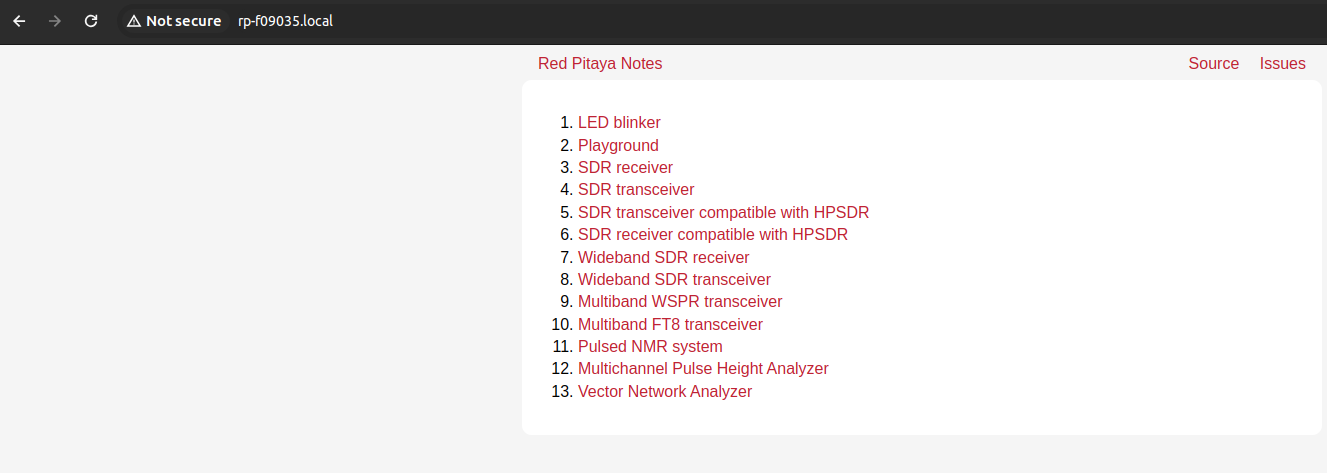 Not secure rp-f09035.local
Red Pitaya Notes Source Issues
1. LED blinker
2. Playground
3. SDR receiver
4. SDR transceiver
5. SDR transceiver compatible with HPSDR
6. SDR receiver compatible with HPSDR
7. Wideband SDR receiver
8. Wideband SDR transceiver
9. Multiband WSPR transceiver
10. Multiband FT8 transceiver
11. Pulsed NMR system
12. Multichannel Pulse Height Analyzer
13. Vector Network Analyzer